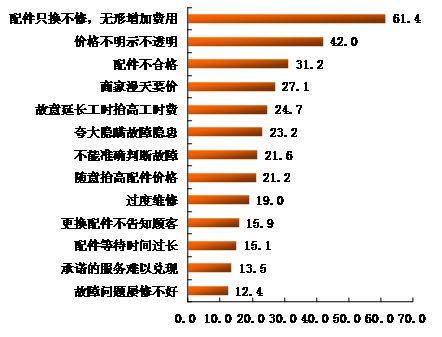 配件只换不修，无形增加费用 61.4
价格不明示不透明 42.0
配件不合格 31.2
商家漫天要价 27.1
故意延长工时抬高工时费 24.7
夸大隐瞒故障隐患 23.2
不能准确判断故障 21.6
随意抬高配件价格 21.2
过度维修 19.0
更换配件不告知顾客 15.9
配件等待时间过长 15.1
承诺的服务难以兑现 13.5
故障问题屡修不好 12.4
0.0 10.0 20.0 30.0 40.0 50.0 60.0 70.0